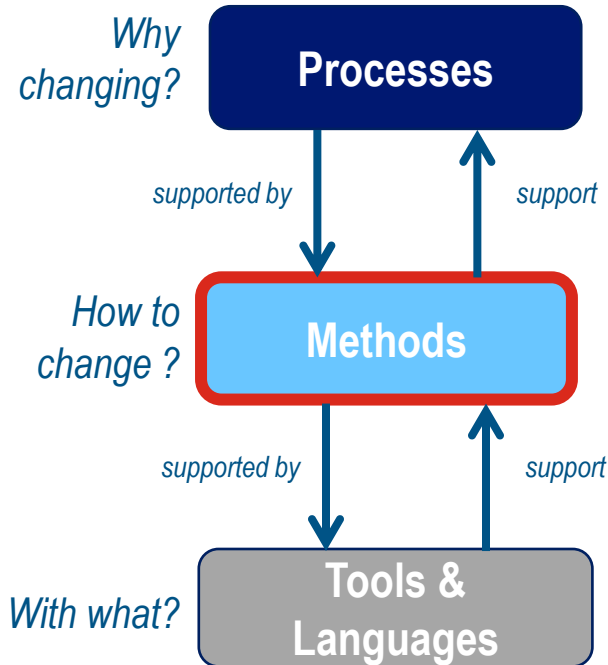 Why
changing?
Processes
supported by
support
How to
change ?
Methods
supported by
support
With what?
Tools &
Languages